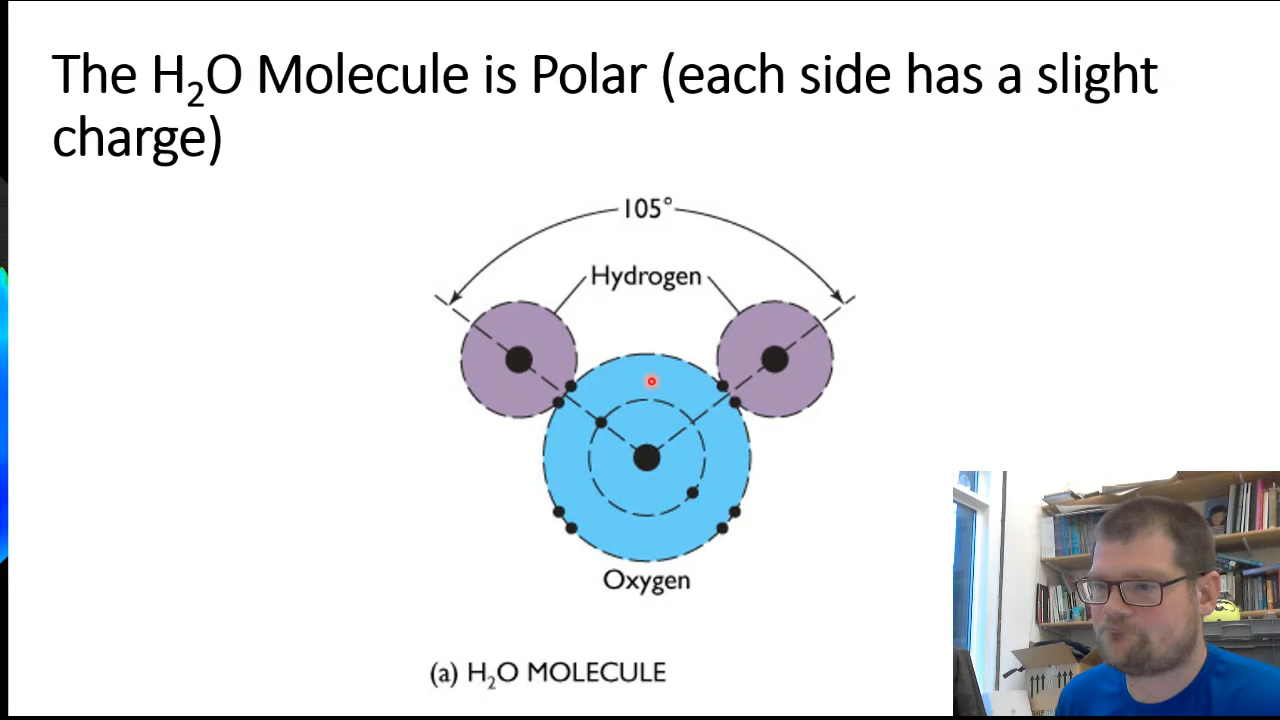 The H₂O Molecule is Polar (each side has a slight
charge)
105°
Hydrogen
Oxygen
(a) H₂O MOLECULE